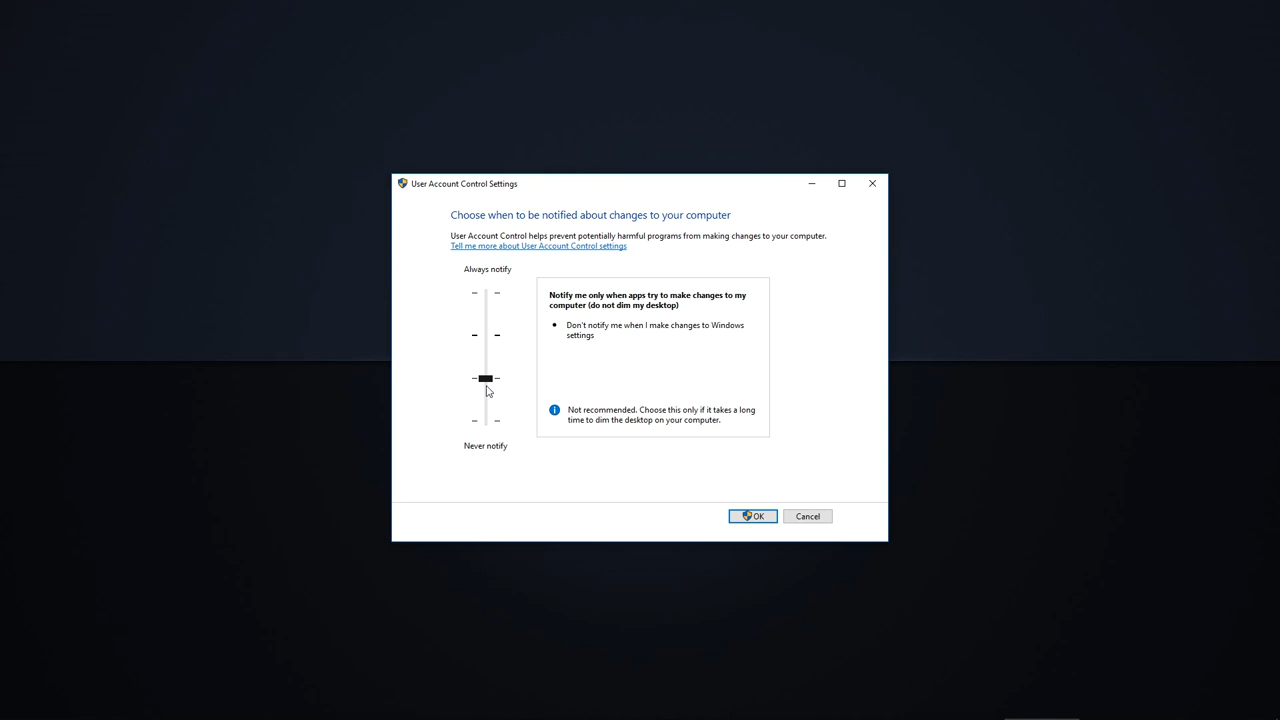 User Account Control Settings
Choose when to be notified about changes to your computer
User Account Control helps prevent potentially harmful programs from making changes to your computer.
Tell me more about User Account Control settings
Always notify
Notify me only when apps try to make changes to my
computer (do not dim my desktop)
• Don't notify me when I make changes to Windows
settings
Not recommended. Choose this only if it takes a long
time to dim the desktop on your computer.
Never notify
OK
Cancel